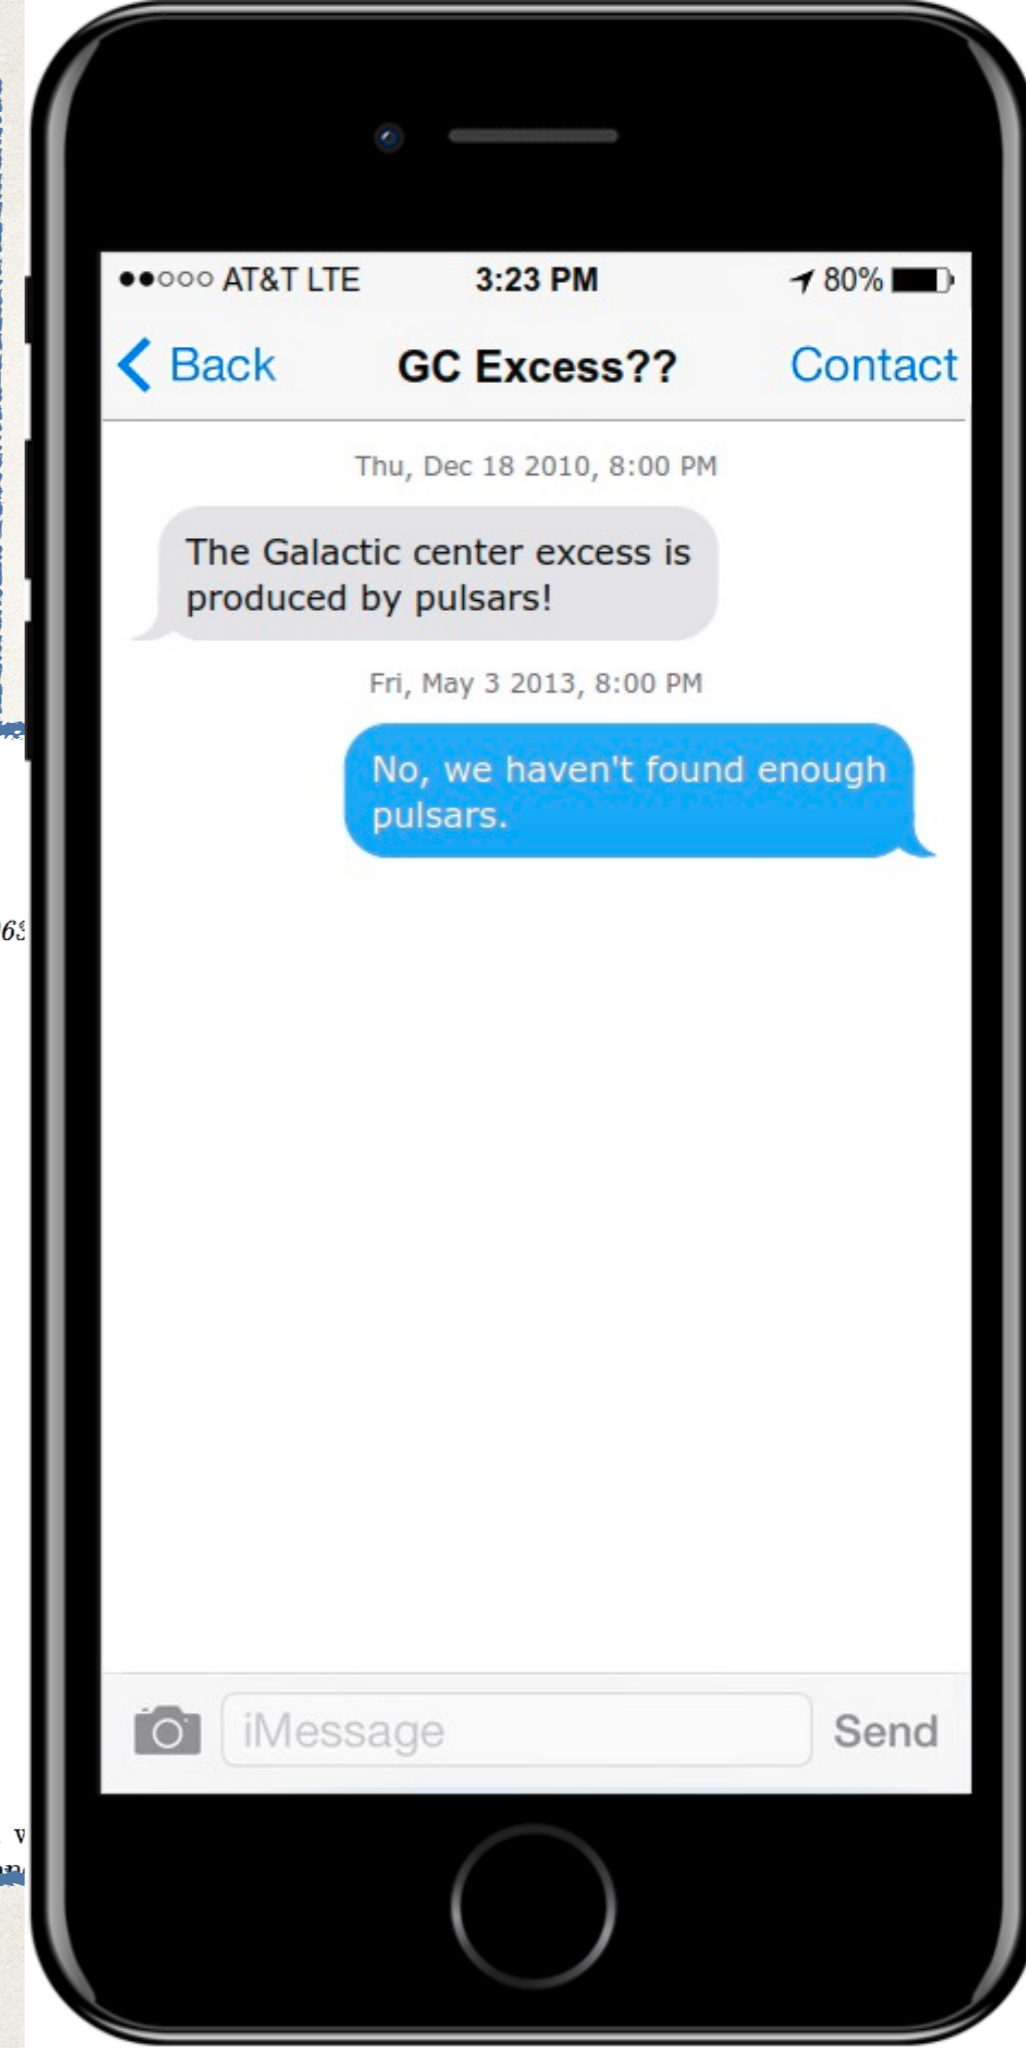 AT&T LTE 3:23 PM 80%
Back GC Excess?? Contact
Thu, Dec 18 2010, 8:00 PM
The Galactic center excess is
produced by pulsars!
Fri, May 3 2013, 8:00 PM
No, we haven't found enough
pulsars.
iMessage Send